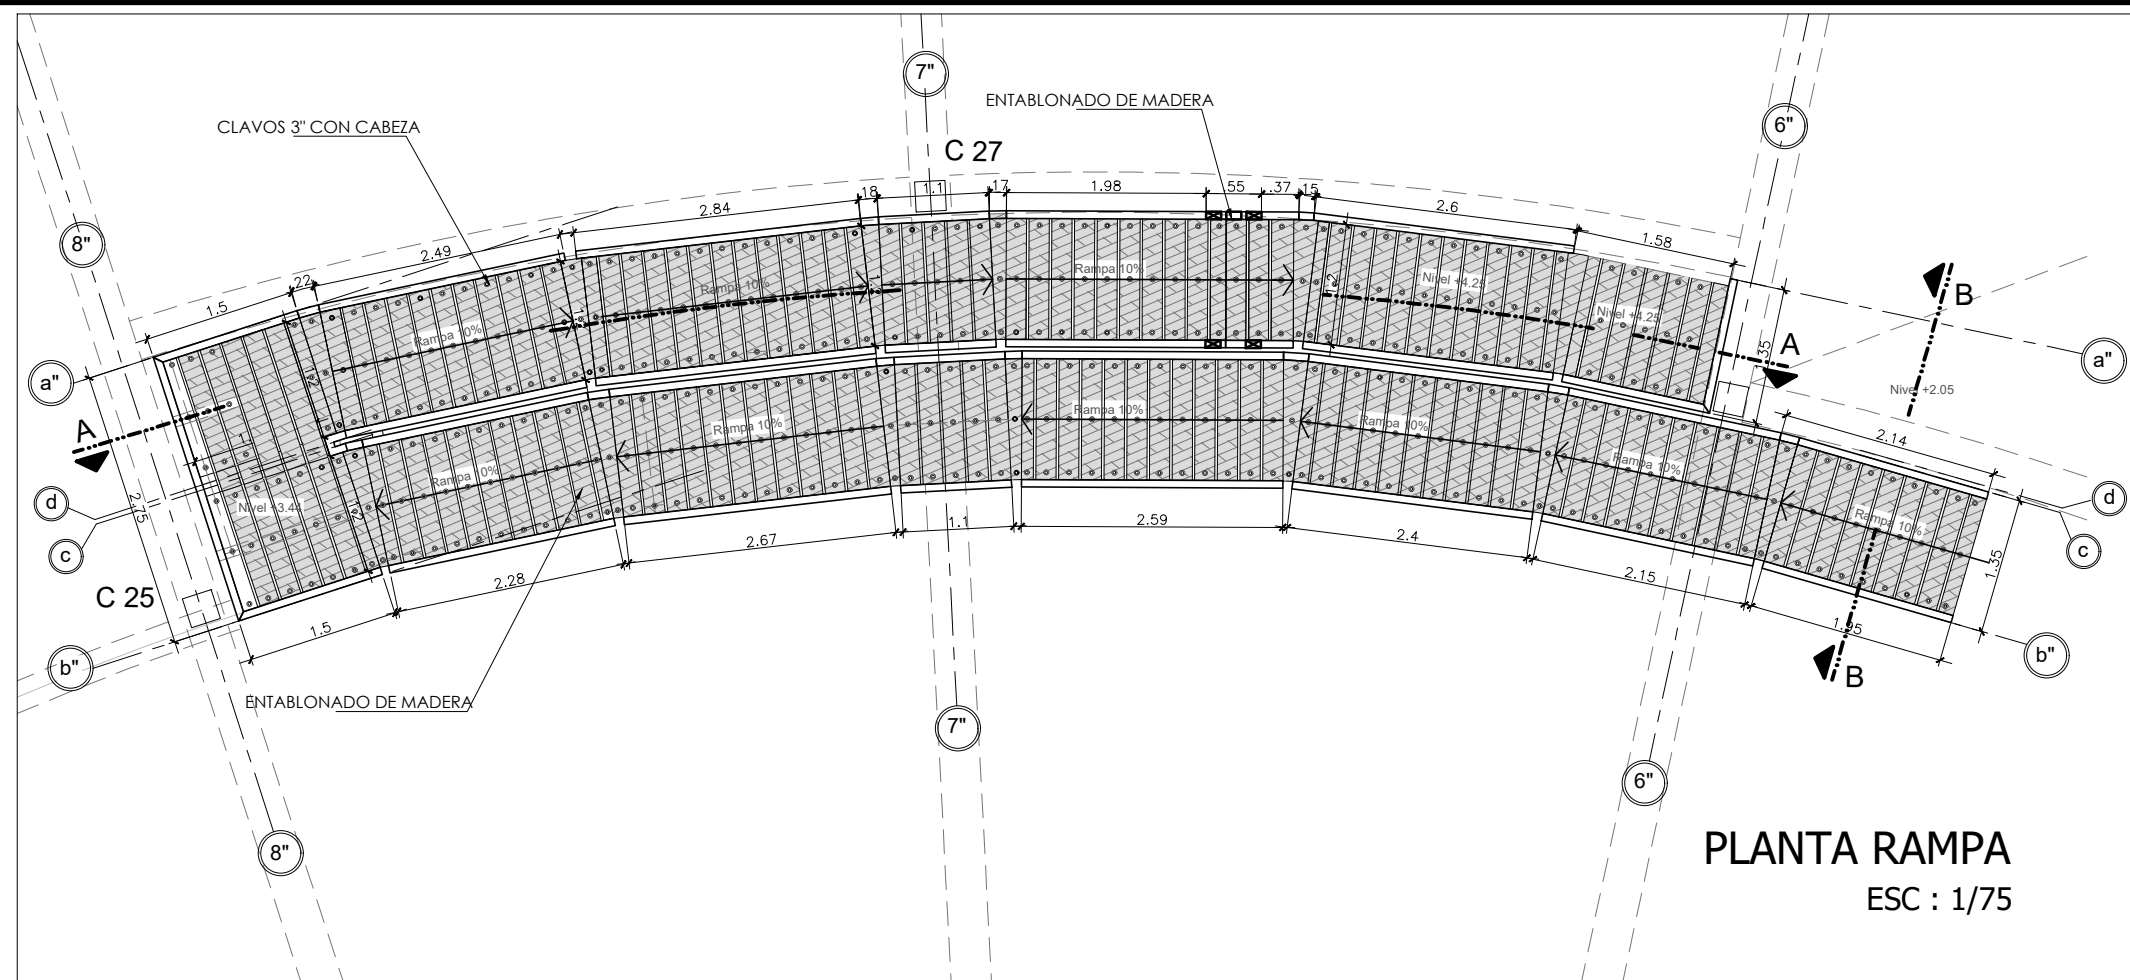 7"
ENTABLONADO DE MADERA
6"
CLAVOS 3" CON CABEZA
C 27
8"
.18
1.1
.17
1.98
.55
.37
.15
2.84
2.6
2.49
1.58
.22
1.5
Rampa 10%
Rampa 10%
Rampa 10%
Nivel +4.25
Nivel +4.25
1.2
B
A
1.35
a"
a"
Nivel +2.05
A
Rampa 10%
Rampa 10%
Rampa 10%
Rampa 10%
Rampa 10%
Rampa 10%
2.14
d
d
c
c
2.75
Nivel +3.44
1.2
1.1
2.59
2.67
2.4
2.28
2.15
1.35
1.95
1.5
C 25
b"
b"
B
ENTABLONADO DE MADERA
7"
6"
8"
PLANTA RAMPA
ESC : 1/75